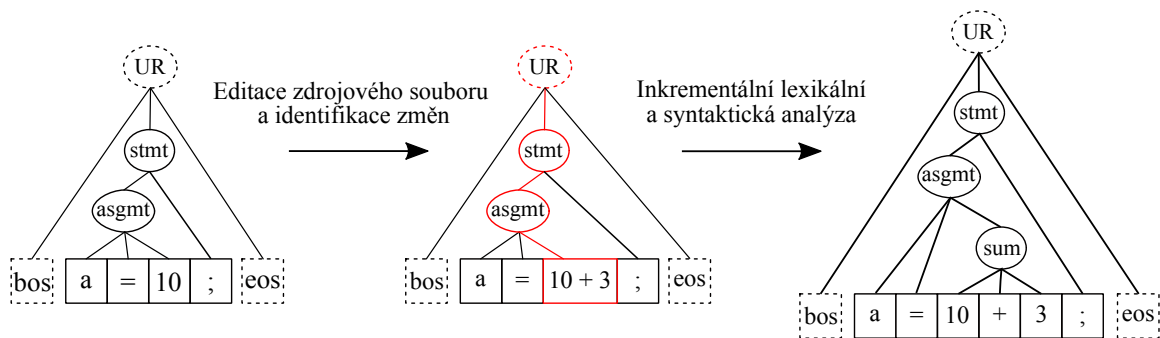 UR
stmt
asgmt
bos a = 10 ; eos
Editace zdrojového souboru
a identifikace změn
UR
stmt
asgmt
bos a = 10 + 3 ; eos
Inkrementální lexikální
a syntaktická analýza
UR
stmt
asgmt
sum
bos a = 10 + 3 ; eos